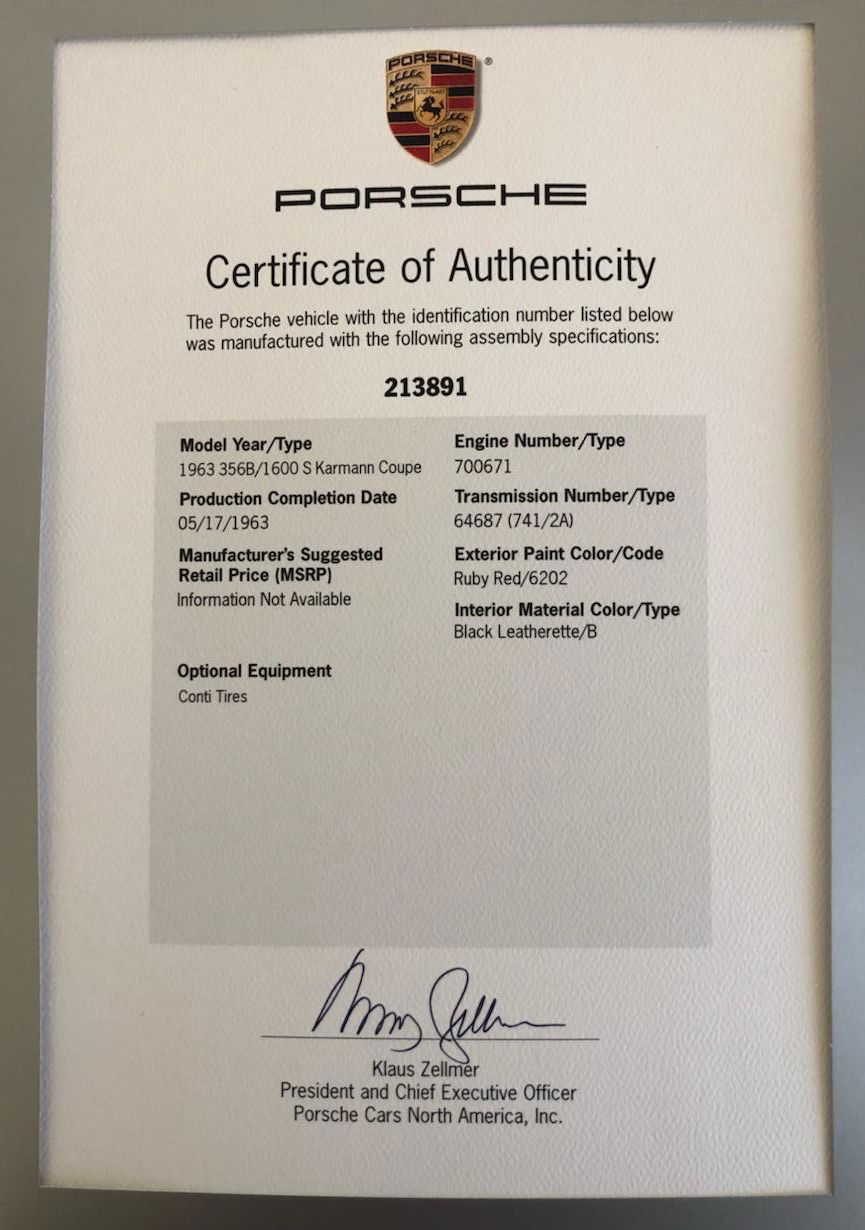 PORSCHE
STUTTGART
®
PORSCHE
Certificate of Authenticity
The Porsche vehicle with the identification number listed below
was manufactured with the following assembly specifications:
213891
Model Year/Type
1963 356B/1600 S Karmann Coupe
Production Completion Date
05/17/1963
Manufacturer's Suggested
Retail Price (MSRP)
Information Not Available
Optional Equipment
Conti Tires
Engine Number/Type
700671
Transmission Number/Type
64687 (741/2A)
Exterior Paint Color/Code
Ruby Red/6202
Interior Material Color/Type
Black Leatherette/B
Klaus Zellmer
President and Chief Executive Officer
Porsche Cars North America, Inc.